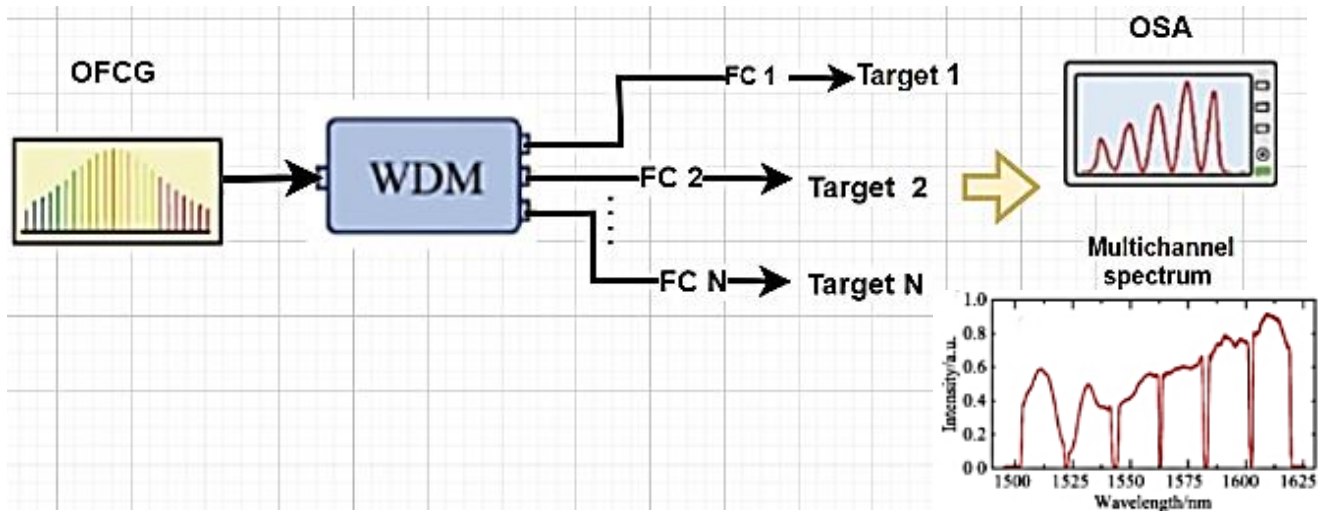 OFCG
WDM
FC 1
Target 1
FC 2
Target 2
FC N
Target N
OSA
Multichannel
spectrum
Intensity/a.u.
1.0
0.8
0.6
0.4
0.2
0 0
1500 1525 1550 1575 1600 1625
Wavelength/nm